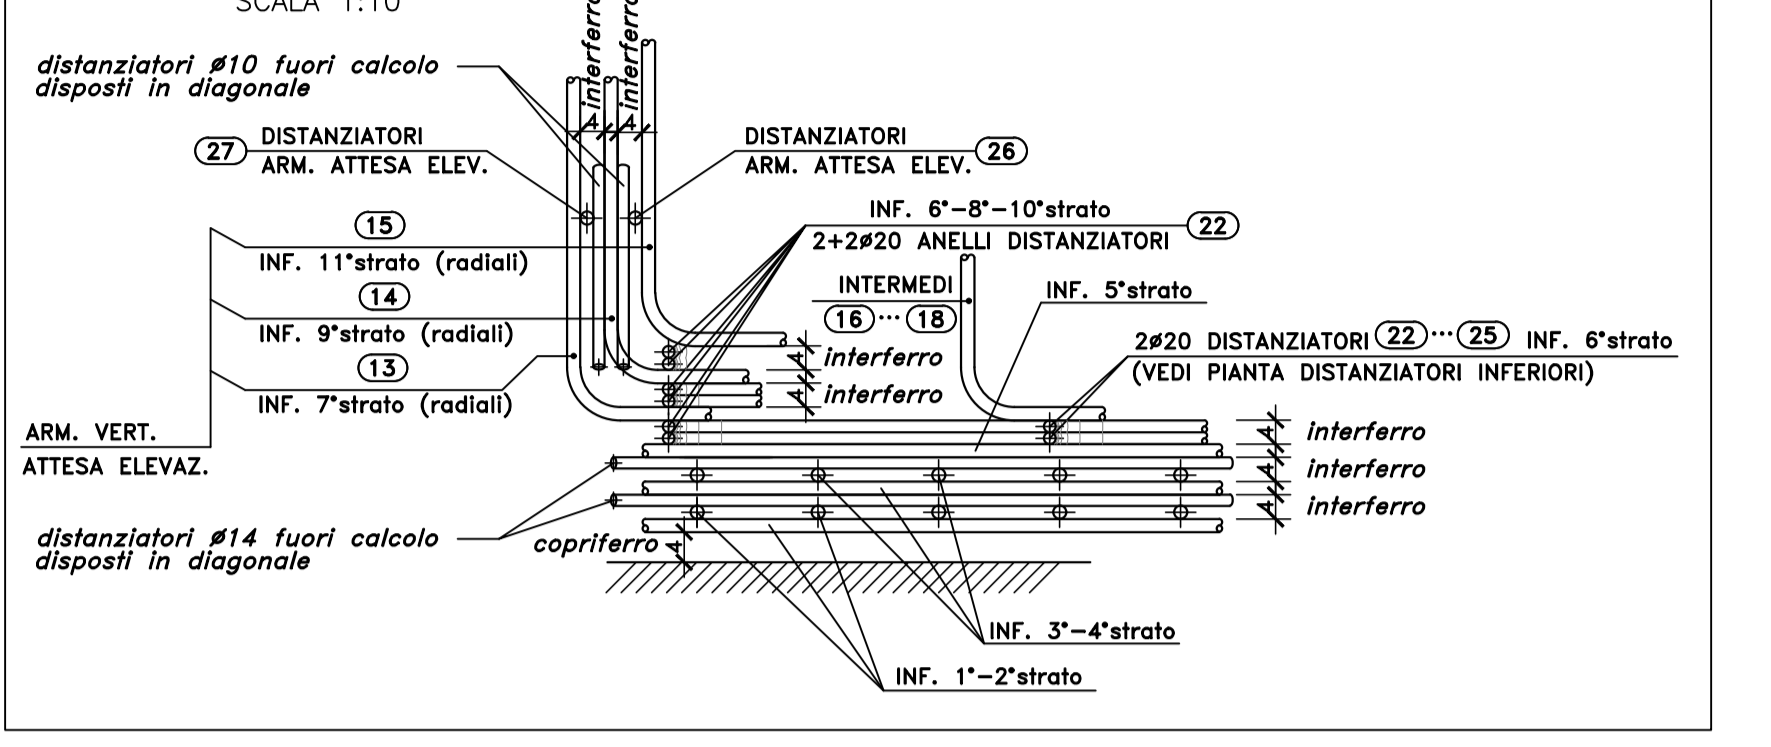 SCALA 1:10
interferro
interferro
distanziatori ø10 fuori calcolo
disposti in diagonale
4
4
27
DISTANZIATORI
ARM. ATTESA ELEV.
DISTANZIATORI
ARM. ATTESA ELEV.
26
INF. 6°-8°-10°strato
2+2ø20 ANELLI DISTANZIATORI
22
15
INF. 11°strato (radiali)
14
INF. 9°strato (radiali)
13
INF. 7°strato (radiali)
ARM. VERT.
ATTESA ELEVAZ.
INTERMEDI
16 ... 18
INF. 5°strato
2ø20 DISTANZIATORI 22 ... 25 INF. 6°strato
(VEDI PIANTA DISTANZIATORI INFERIORI)
4 interferro
4 interferro
4 interferro
4 interferro
4 interferro
distanziatori ø14 fuori calcolo
disposti in diagonale
copriferro 4
INF. 3°-4°strato
INF. 1°-2°strato